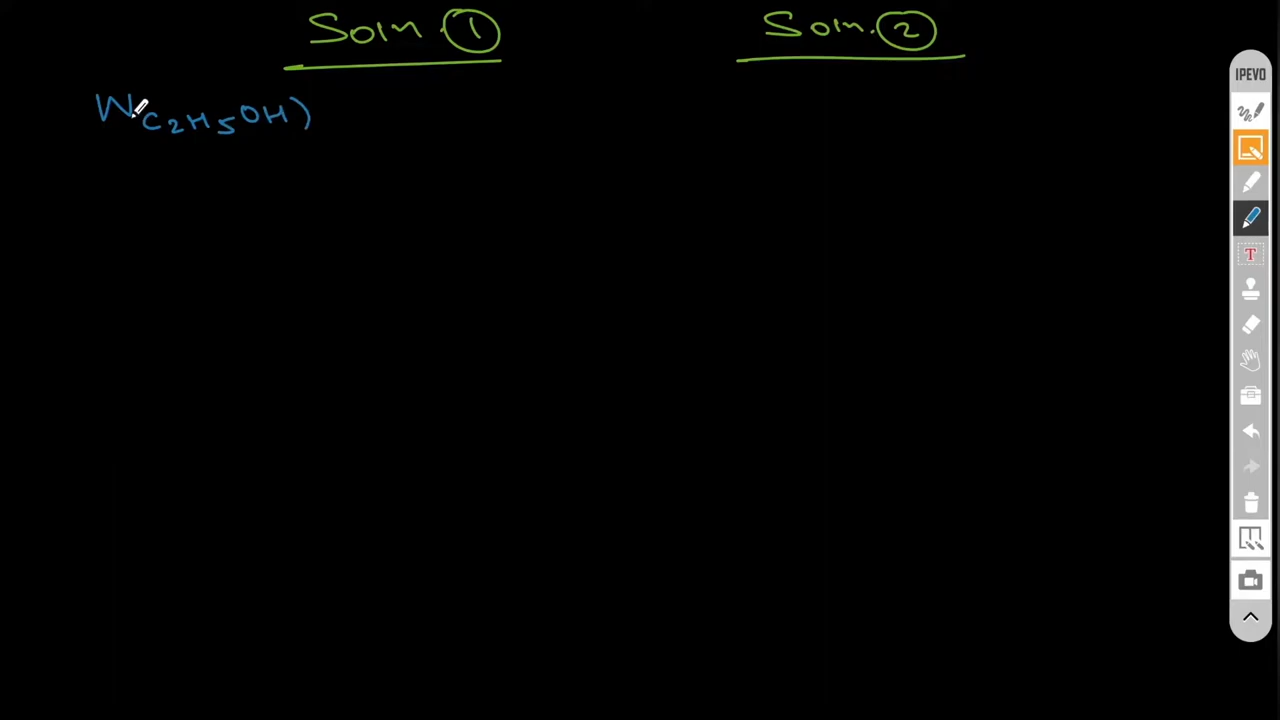 Soln. ①
Soln. ②
W C₂H₅OH)
IPEVO
T